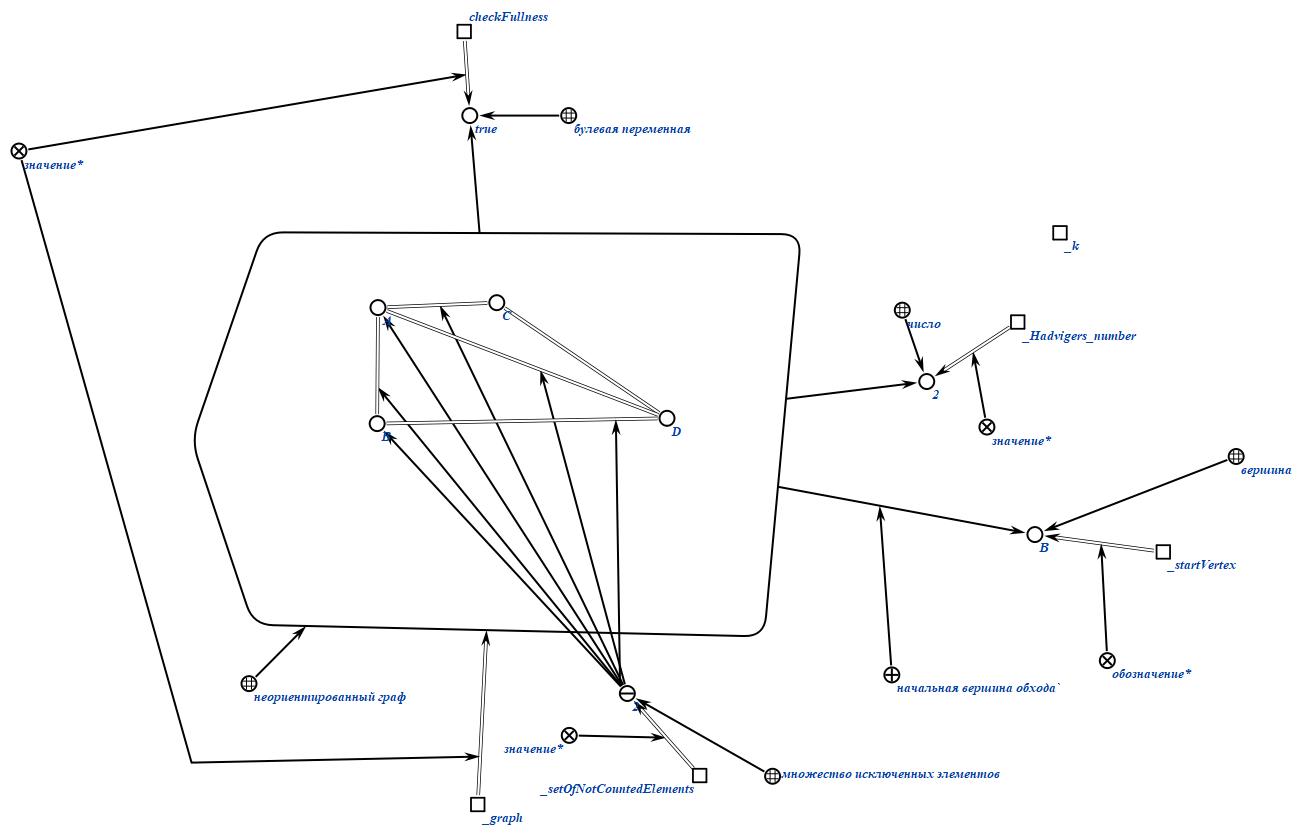 checkFullness
true
булевая переменная
значение*
_k
число
_Hadvigers_number
2
значение*
A
C
B
D
вершина
B
_startVertex
обозначение*
начальная вершина обхода`
неориентированный граф
значение*
_setOfNotCountedElements
множество исключенных элементов
_graph